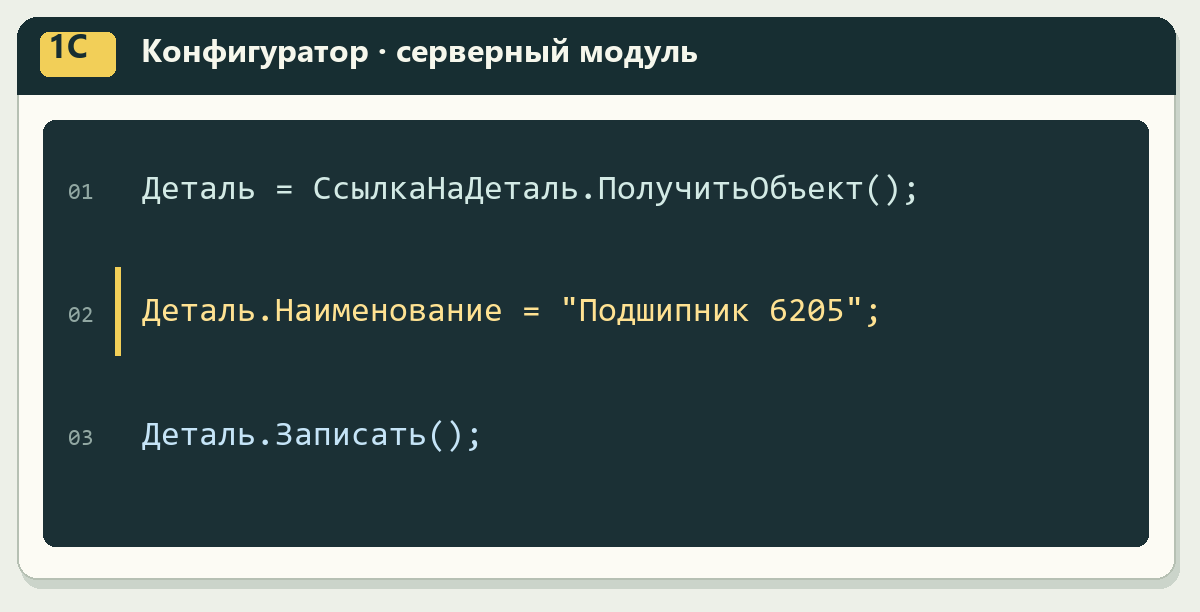 1С
Конфигуратор · серверный модуль
01 Деталь = СсылкаНаДеталь.ПолучитьОбъект();
02 Деталь.Наименование = "Подшипник 6205";
03 Деталь.Записать();